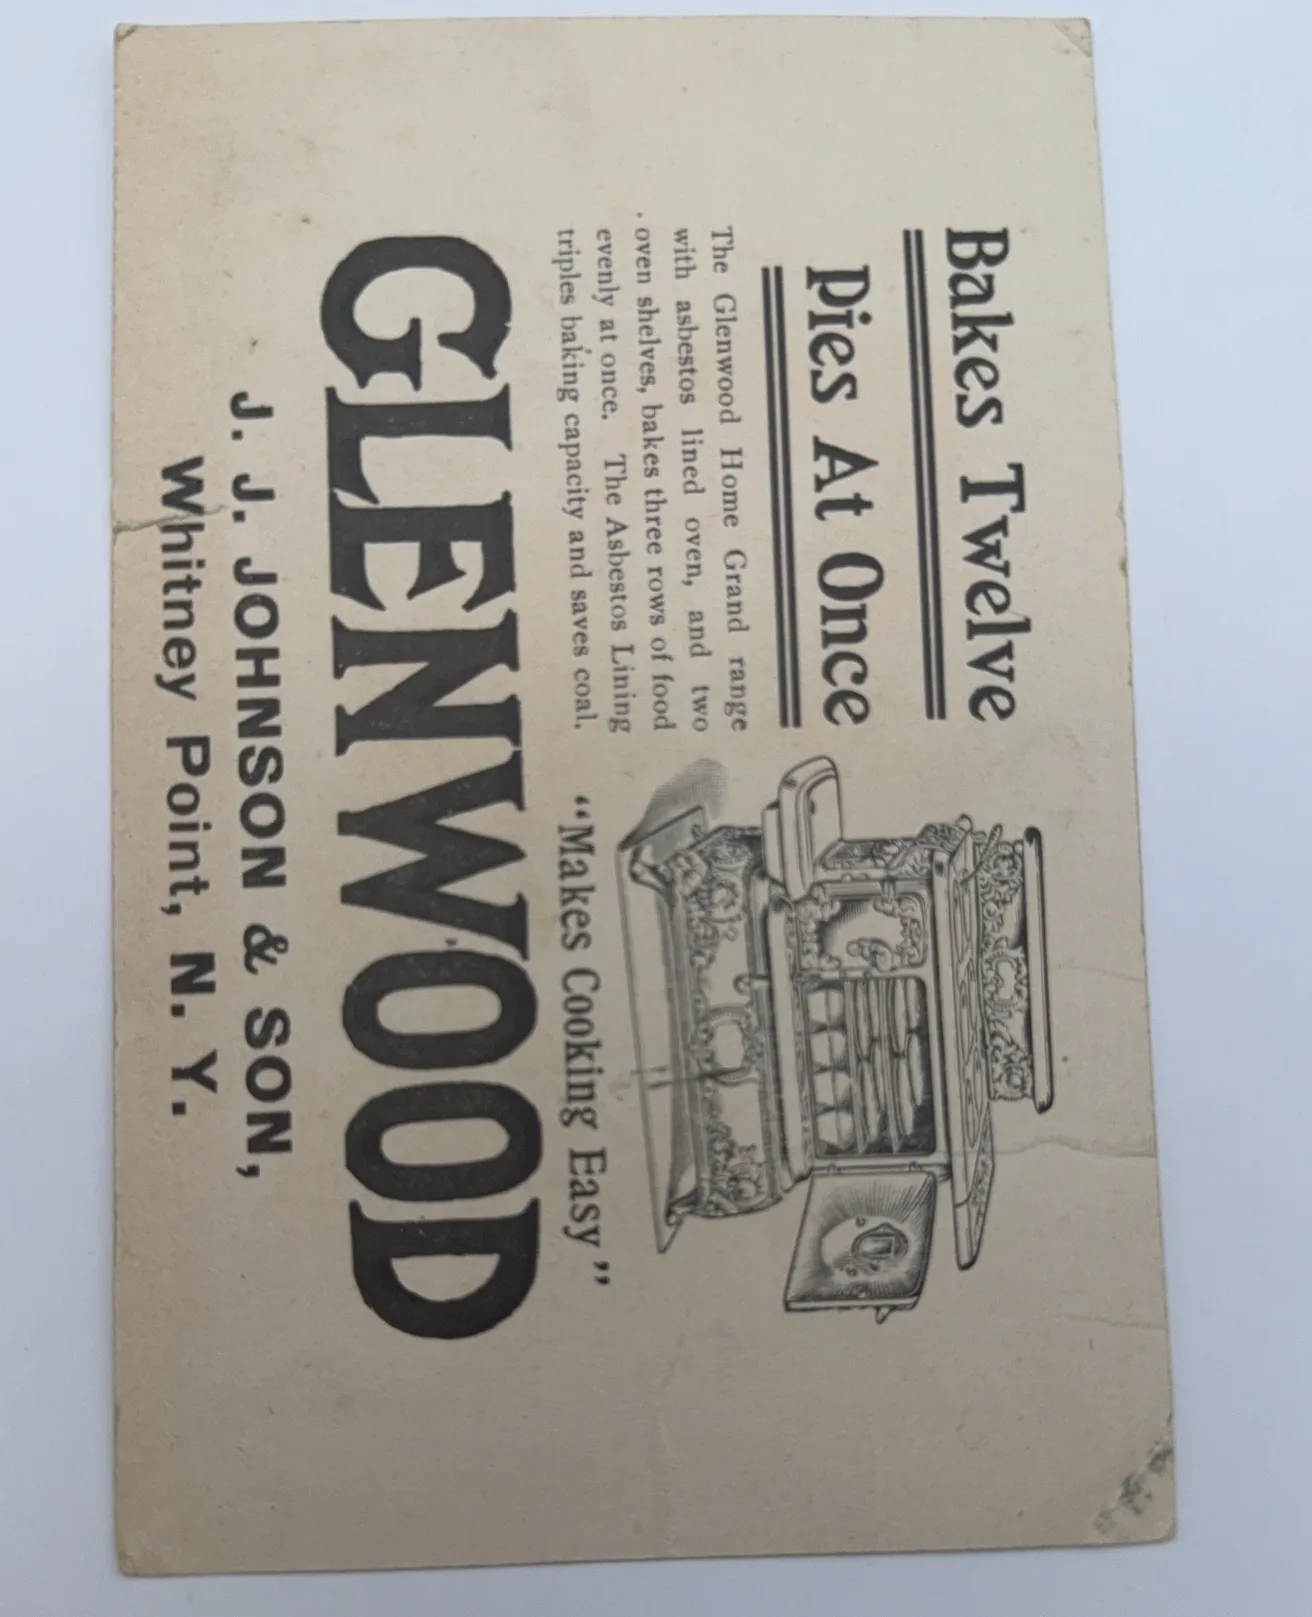 Bakes Twelve
Pies At Once
The Glenwood Home Grand range
with asbestos lined oven, and two
oven shelves, bakes three rows of food
evenly at once. The Asbestos Lining
triples baking capacity and saves coal.
“Makes Cooking Easy”
GLENWOOD
J. J. JOHNSON & SON,
Whitney Point, N. Y.